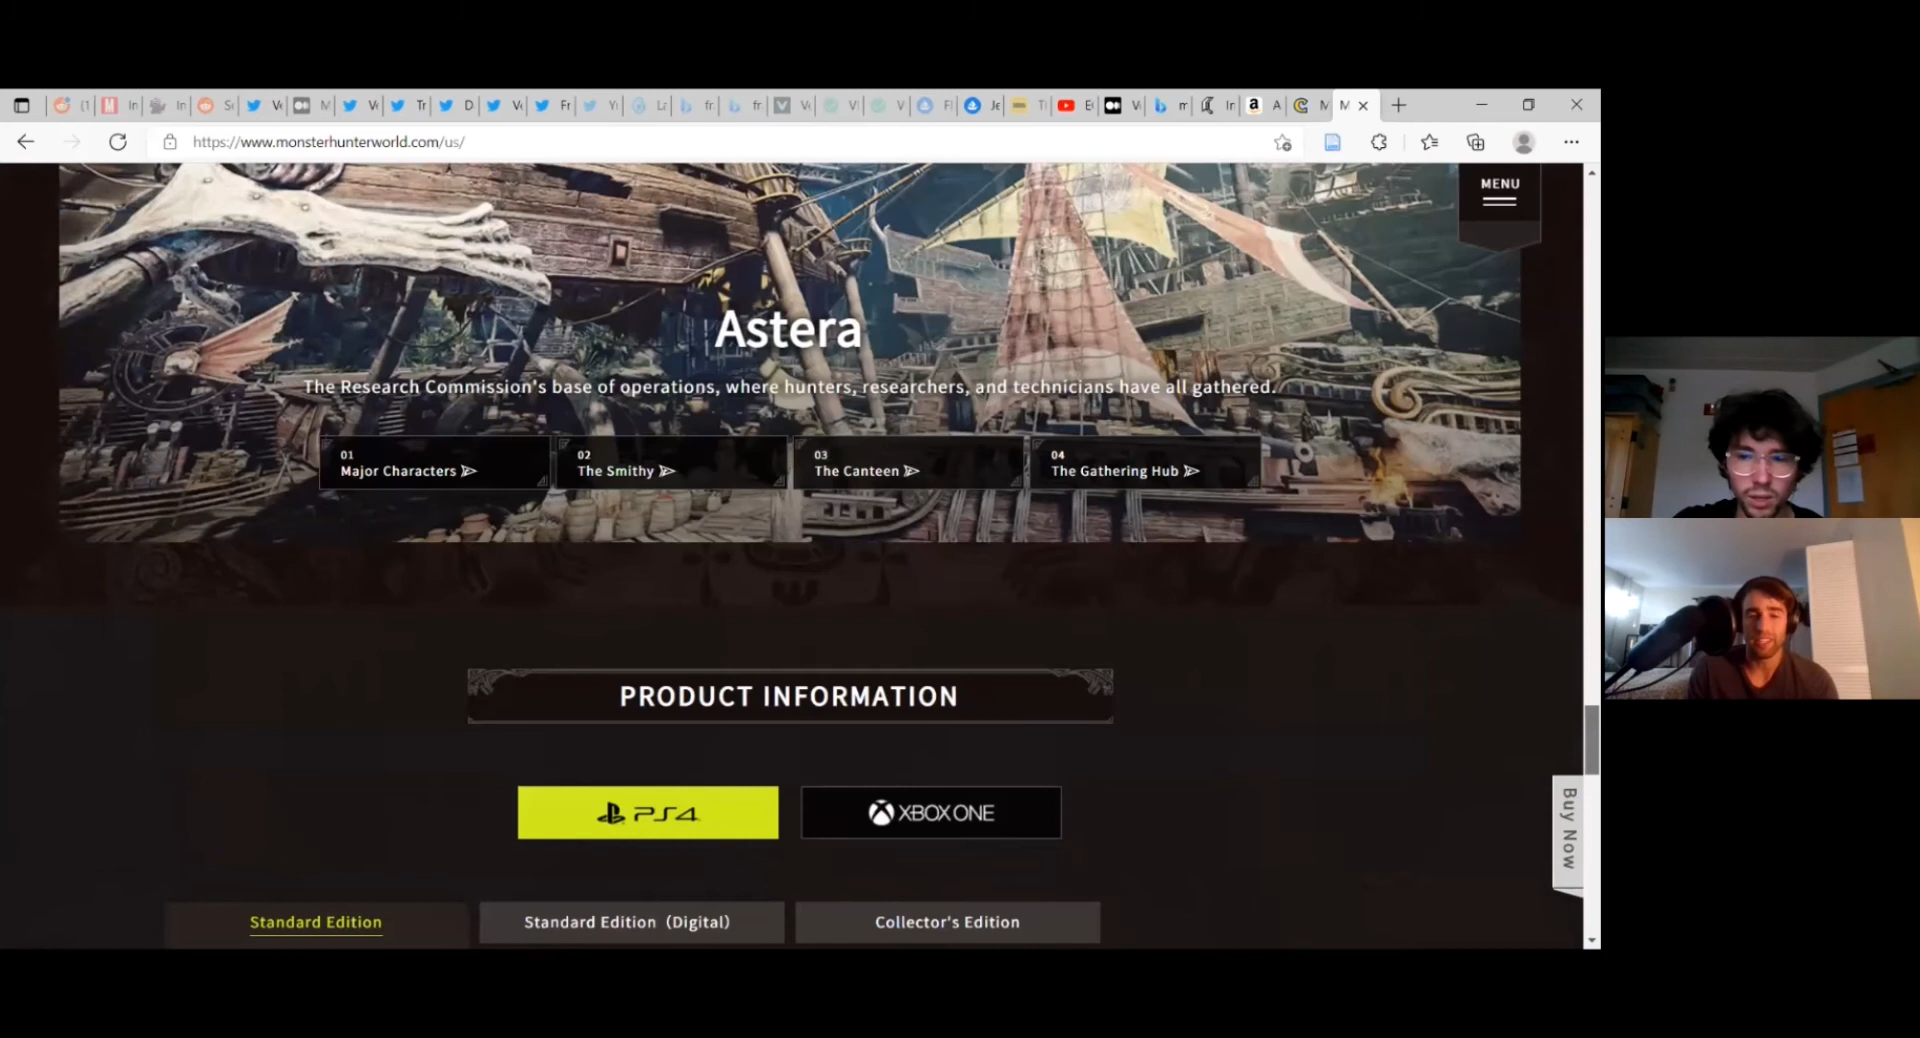 https://www.monsterhunterworld.com/us/
MENU
Astera
The Research Commission's base of operations, where hunters, researchers, and technicians have all gathered.
01
Major Characters
02
The Smithy
03
The Canteen
04
The Gathering Hub
PRODUCT INFORMATION
PS4
XBOX ONE
Buy Now
Standard Edition
Standard Edition (Digital)
Collector's Edition